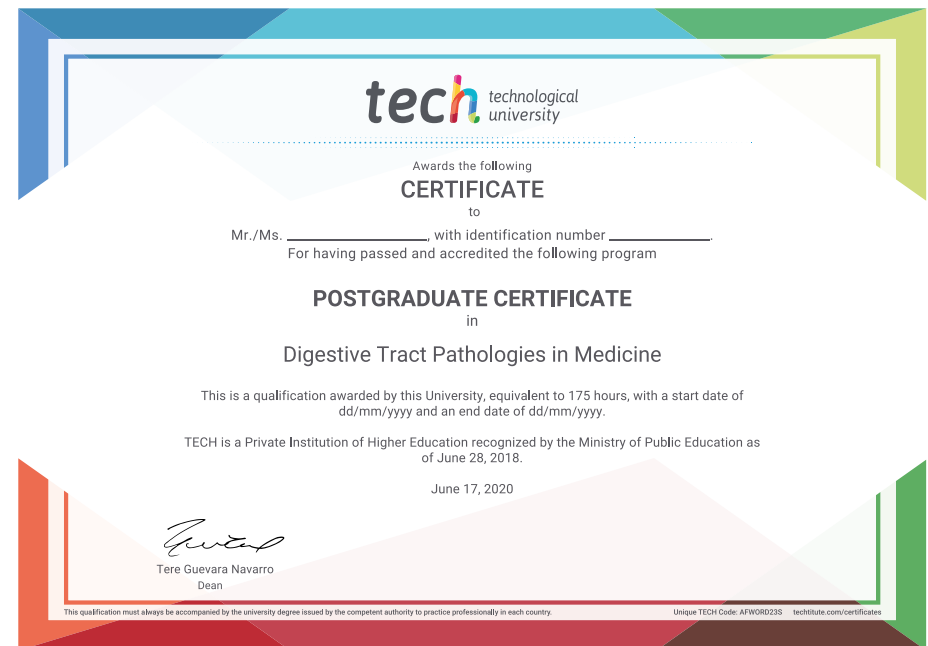 tech technological
university
Awards the following
CERTIFICATE
to
Mr./Ms. __________________, with identification number _____________.
For having passed and accredited the following program
POSTGRADUATE CERTIFICATE
in
Digestive Tract Pathologies in Medicine
This is a qualification awarded by this University, equivalent to 175 hours, with a start date of
dd/mm/yyyy and an end date of dd/mm/yyyy.
TECH is a Private Institution of Higher Education recognized by the Ministry of Public Education as
of June 28, 2018.
June 17, 2020
Tere Guevara Navarro
Dean
This qualification must always be accompanied by the university degree issued by the competent authority to practice professionally in each country.
Unique TECH Code: AFWORD23S techtitute.com/certificates